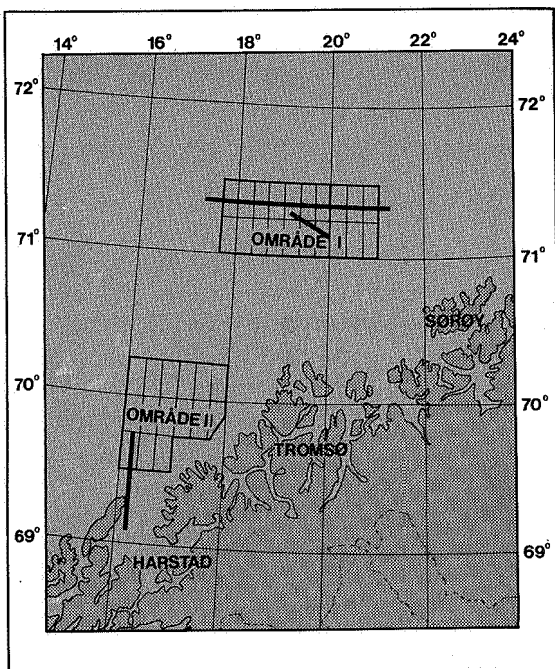 14° 16° 18° 20° 22° 24°
72° 72°
71° 71°
OMRÅDE I
SØRØY
70° 70°
OMRÅDE II
TROMSØ
69° 69°
HARSTAD